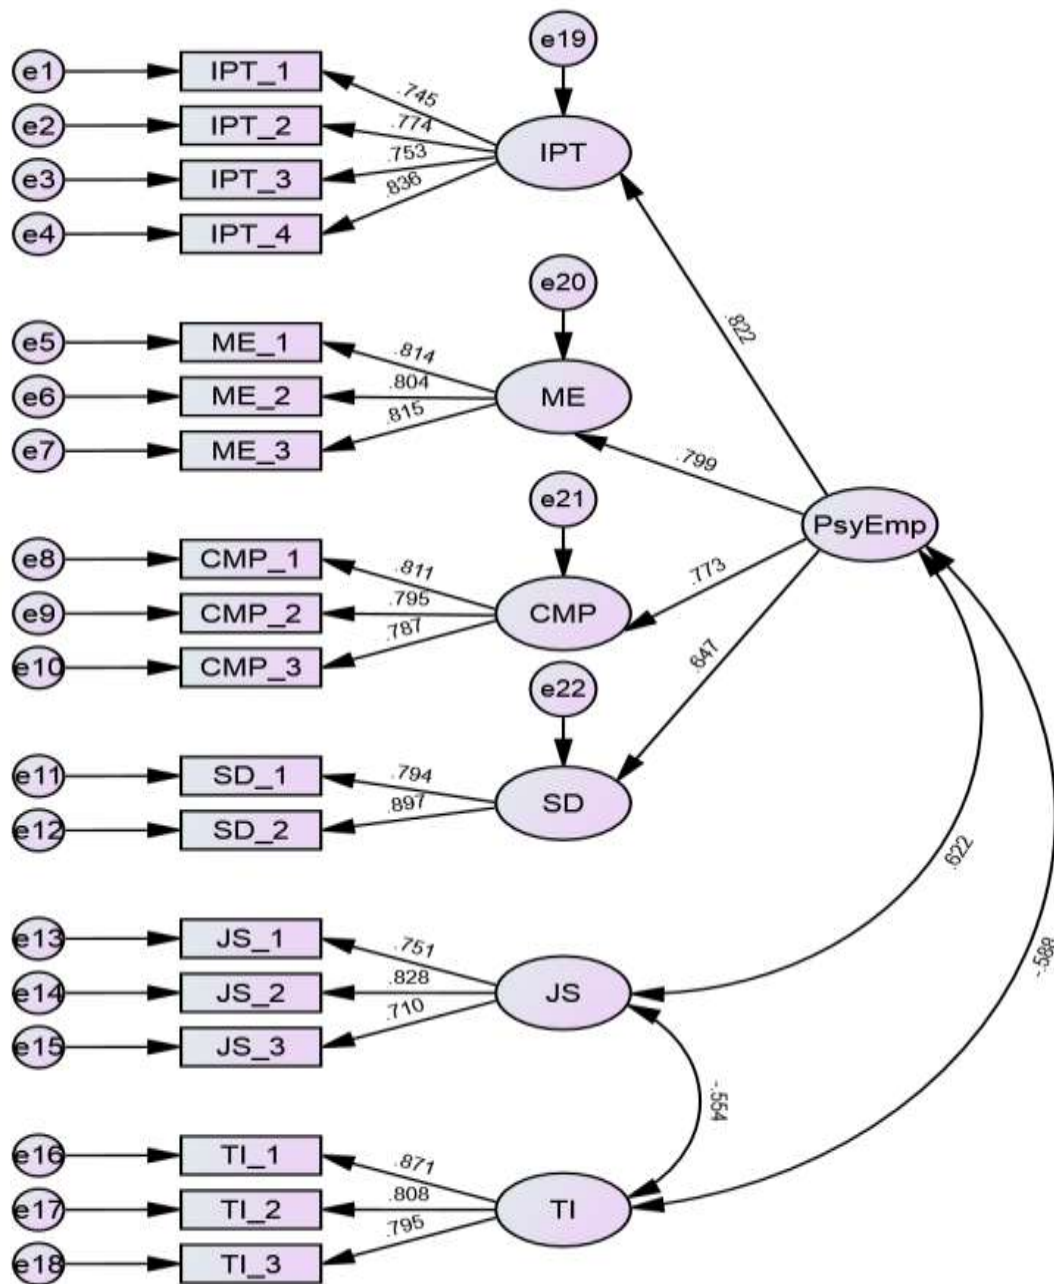 e19
e1
IPT_1
.745
e2
IPT_2
.774
IPT
e3
IPT_3
.753
e4
IPT_4
.836
e20
.822
e5
ME_1
.814
e6
ME_2
.804
ME
e7
ME_3
.815
.799
e21
PsyEmp
e8
CMP_1
.811
.773
e9
CMP_2
.795
CMP
e10
CMP_3
.787
.647
e22
e11
SD_1
.794
SD
e12
SD_2
.897
.622
e13
JS_1
.751
e14
JS_2
.828
JS
e15
JS_3
.710
-.554
e16
TI_1
.871
e17
TI_2
.808
TI
e18
TI_3
.795